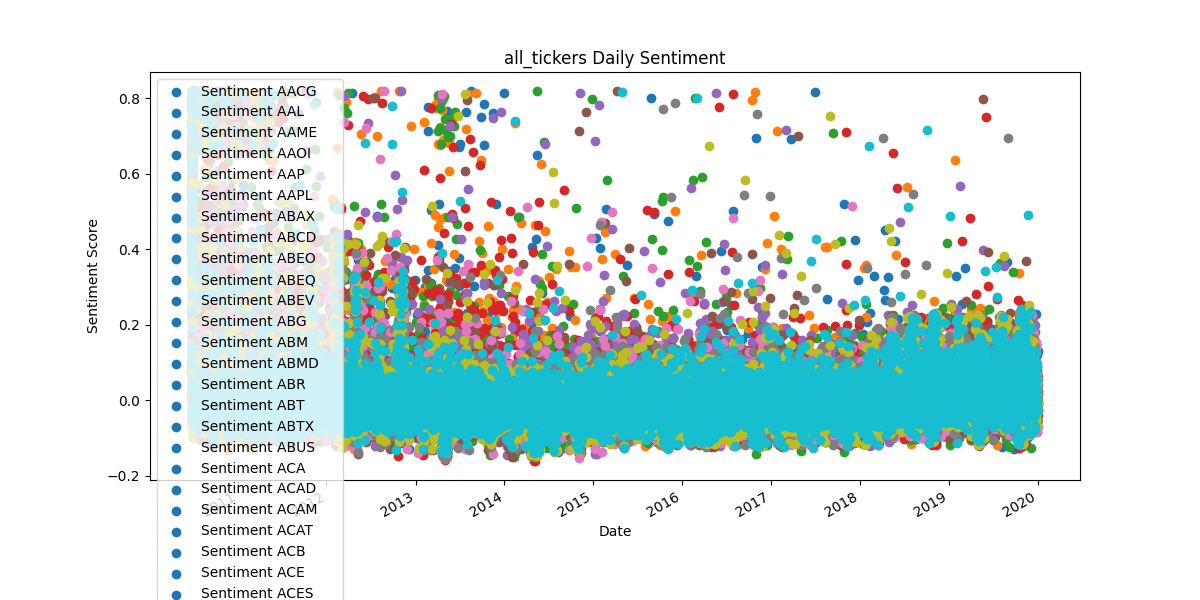 all_tickers Daily Sentiment
Sentiment Score
0.8
0.6
0.4
0.2
0.0
−0.2
Sentiment AACG
Sentiment AAL
Sentiment AAME
Sentiment AAOI
Sentiment AAP
Sentiment AAPL
Sentiment ABAX
Sentiment ABCD
Sentiment ABEO
Sentiment ABEQ
Sentiment ABEV
Sentiment ABG
Sentiment ABM
Sentiment ABMD
Sentiment ABR
Sentiment ABT
Sentiment ABTX
Sentiment ABUS
Sentiment ACA
Sentiment ACAD
Sentiment ACAM
Sentiment ACAT
Sentiment ACB
Sentiment ACE
Sentiment ACES
2011 2012 2013 2014 2015 2016 2017 2018 2019 2020
Date